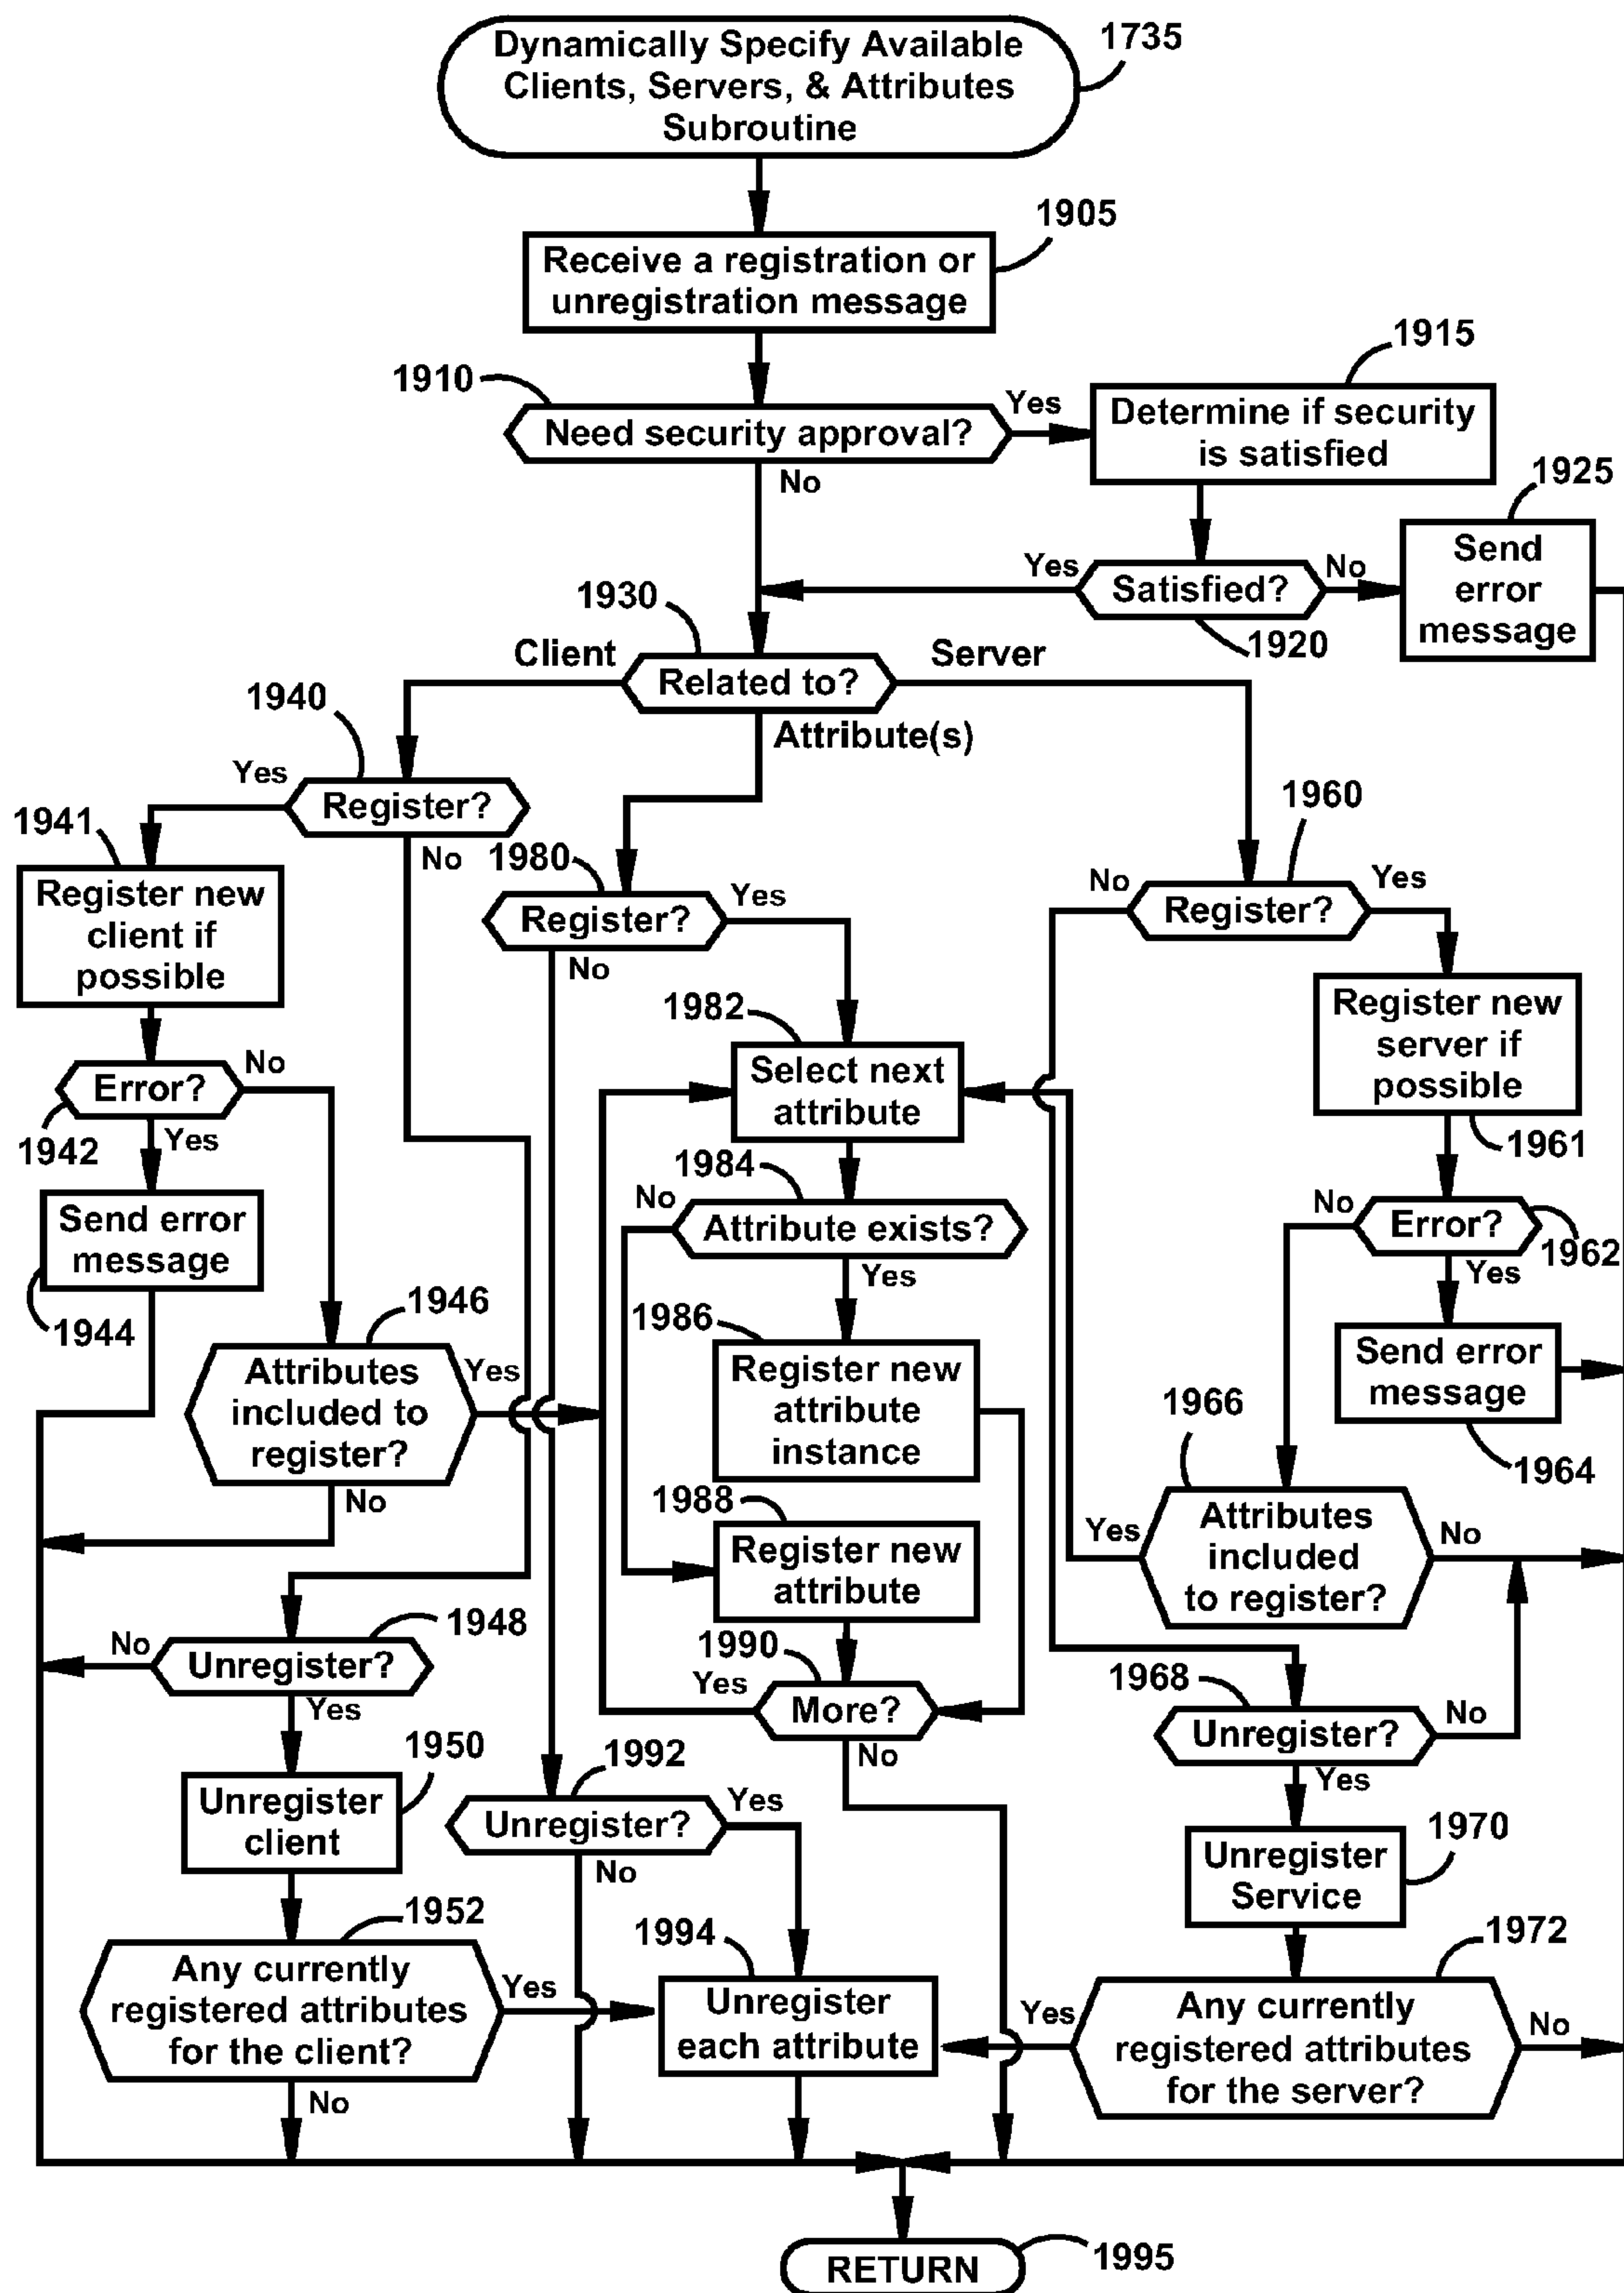 Dynamically Specify Available
Clients, Servers, & Attributes
Subroutine
1735
1905
Receive a registration or
unregistration message
1910
Need security approval?
Yes
No
1915
Determine if security
is satisfied
1925
Send
error
message
Yes
Satisfied?
No
1920
1930
Client
Related to?
Server
Attribute(s)
1940
Yes
Register?
No
1941
Register new
client if
possible
1980
Register?
Yes
No
1960
No
Register?
Yes
Register new
server if
possible
1961
1982
Select next
attribute
Error?
No
1942
Yes
Send error
message
1944
1984
No
Attribute exists?
Yes
No
Error?
1962
Yes
Send error
message
1964
1946
Attributes
included to
register?
Yes
No
1986
Register new
attribute
instance
1966
Attributes
included
to register?
Yes
No
1988
Register new
attribute
1990
Yes
More?
No
1948
No
Unregister?
Yes
1968
Unregister?
No
Yes
1950
Unregister
client
1992
Unregister?
Yes
No
1970
Unregister
Service
1952
Any currently
registered attributes
for the client?
Yes
No
1994
Unregister
each attribute
1972
Yes
Any currently
registered attributes
for the server?
No
RETURN
1995